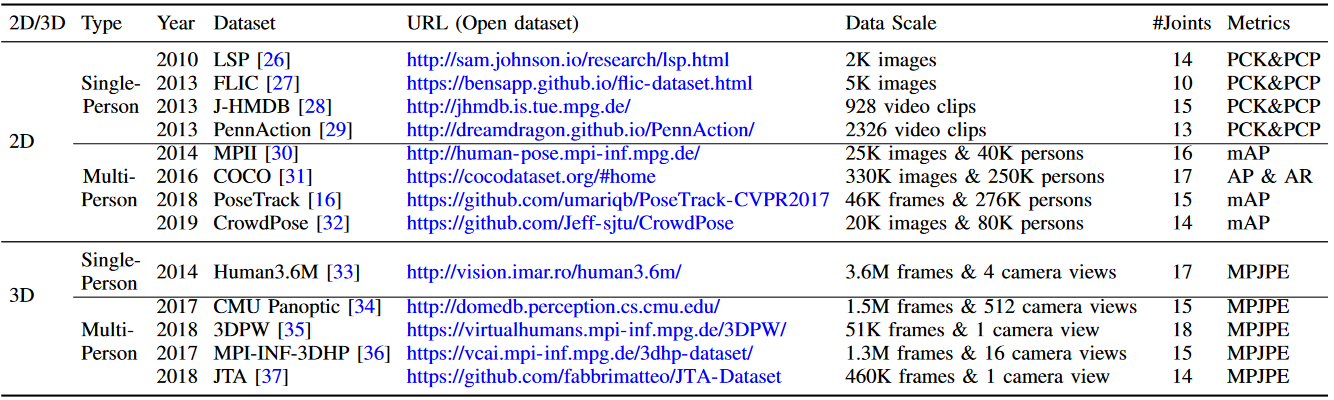 2D/3D Type Year Dataset URL (Open dataset) Data Scale #Joints Metrics
2D Single-Person 2010 LSP [26] http://sam.johnson.io/research/lsp.html 2K images 14 PCK&PCP
2013 FLIC [27] https://bensapp.github.io/flic-dataset.html 5K images 10 PCK&PCP
2013 J-HMDB [28] http://jhmdb.is.tue.mpg.de/ 928 video clips 15 PCK&PCP
2013 PennAction [29] http://dreamdragon.github.io/PennAction/ 2326 video clips 13 PCK&PCP
Multi-Person 2014 MPII [30] http://human-pose.mpi-inf.mpg.de/ 25K images & 40K persons 16 mAP
2016 COCO [31] https://cocodataset.org/#home 330K images & 250K persons 17 AP & AR
2018 PoseTrack [16] https://github.com/umariqb/PoseTrack-CVPR2017 46K frames & 276K persons 15 mAP
2019 CrowdPose [32] https://github.com/Jeff-sjtu/CrowdPose 20K images & 80K persons 14 mAP
3D Single-Person 2014 Human3.6M [33] http://vision.imar.ro/human3.6m/ 3.6M frames & 4 camera views 17 MPJPE
Multi-Person 2017 CMU Panoptic [34] http://domedb.perception.cs.cmu.edu/ 1.5M frames & 512 camera views 15 MPJPE
2018 3DPW [35] https://virtualhumans.mpi-inf.mpg.de/3DPW/ 51K frames & 1 camera view 18 MPJPE
2017 MPI-INF-3DHP [36] https://vcai.mpi-inf.mpg.de/3dhp-dataset/ 1.3M frames & 16 camera views 15 MPJPE
2018 JTA [37] https://github.com/fabbrimatteo/JTA-Dataset 460K frames & 1 camera view 14 MPJPE